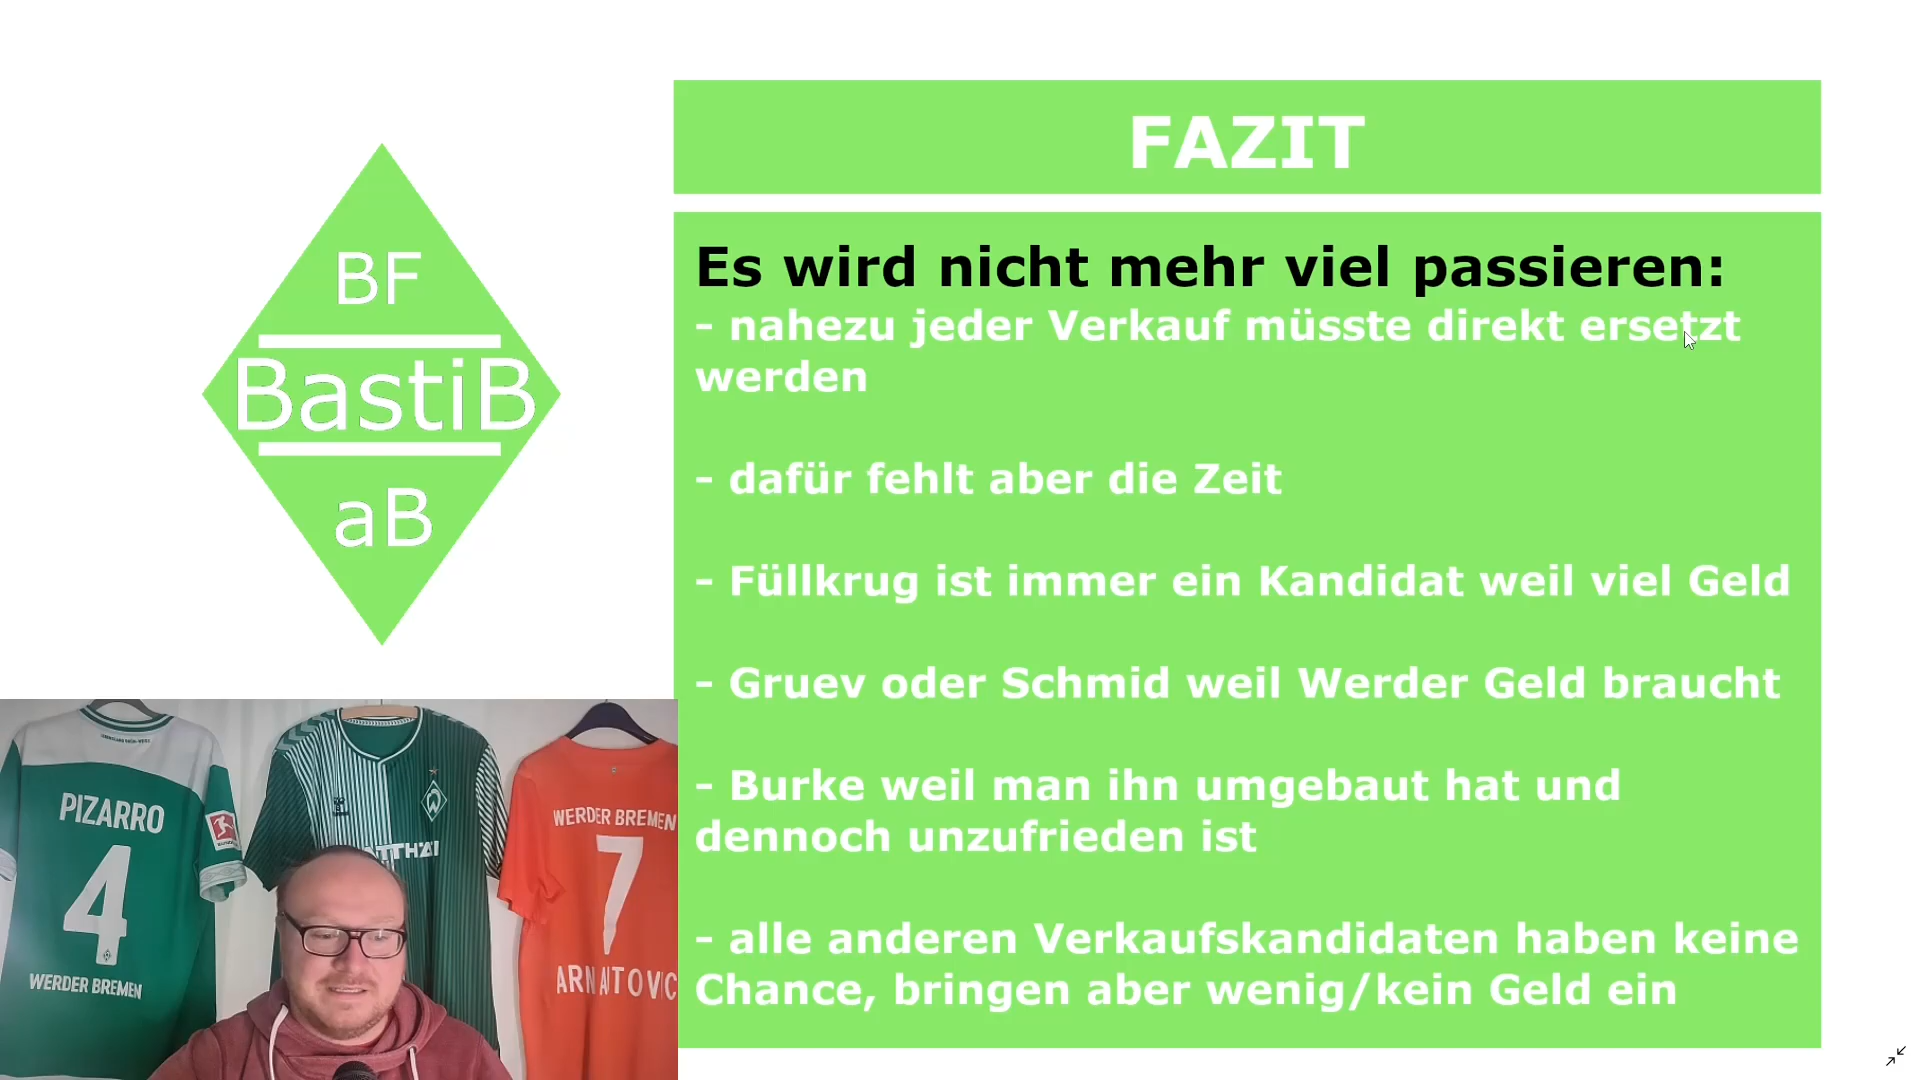 FAZIT
Es wird nicht mehr viel passieren:
- nahezu jeder Verkauf müsste direkt ersetzt
werden
- dafür fehlt aber die Zeit
- Füllkrug ist immer ein Kandidat weil viel Geld
- Gruev oder Schmid weil Werder Geld braucht
- Burke weil man ihn umgebaut hat und
dennoch unzufrieden ist
- alle anderen Verkaufskandidaten haben keine
Chance, bringen aber wenig/kein Geld ein
BF
BastiB
aB
PIZARRO
4
WERDER BREMEN
WERDER BREMEN
7
ARNAUTOVIC